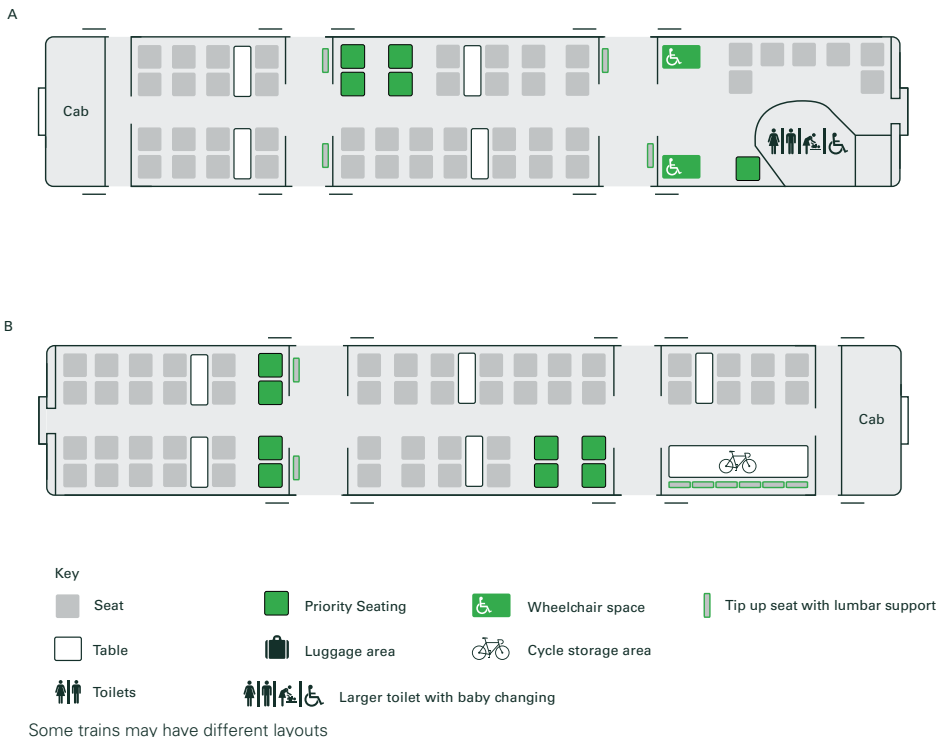 A
Cab
B
Cab
Key
Seat
Priority Seating
Wheelchair space
Tip up seat with lumbar support
Table
Luggage area
Cycle storage area
Toilets
Larger toilet with baby changing
Some trains may have different layouts